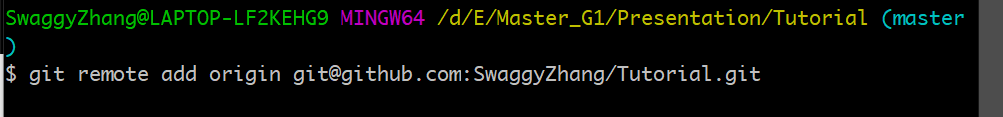 SwaggyZhang@LAPTOP-LF2KEHG9 MINGW64 /d/E/Master_G1/Presentation/Tutorial (master
)
$ git remote add origin git@github.com:SwaggyZhang/Tutorial.git